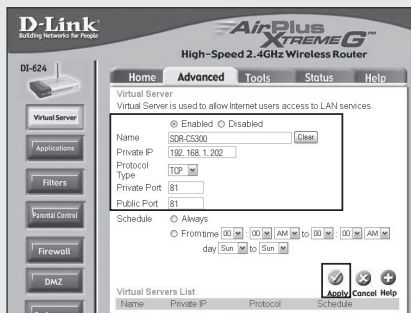 D-Link
Building Networks for People
AirPlus
XTREME G™
High-Speed 2.4GHz Wireless Router
DI-624
Home Advanced Tools Status Help
Virtual Server
Virtual Server is used to allow Internet users access to LAN services.
Virtual Server
Applications
Filters
Parental Control
Firewall
DMZ
Enabled Disabled
Name SDR-C5300 Clear
Private IP 192.168.1.202
Protocol
Type TCP
Private Port 81
Public Port 81
Schedule Always
From time 00 : 00 AM to 00 : 00 AM
day Sun to Sun
Apply Cancel Help
Virtual Servers List
Name Private IP Protocol Schedule